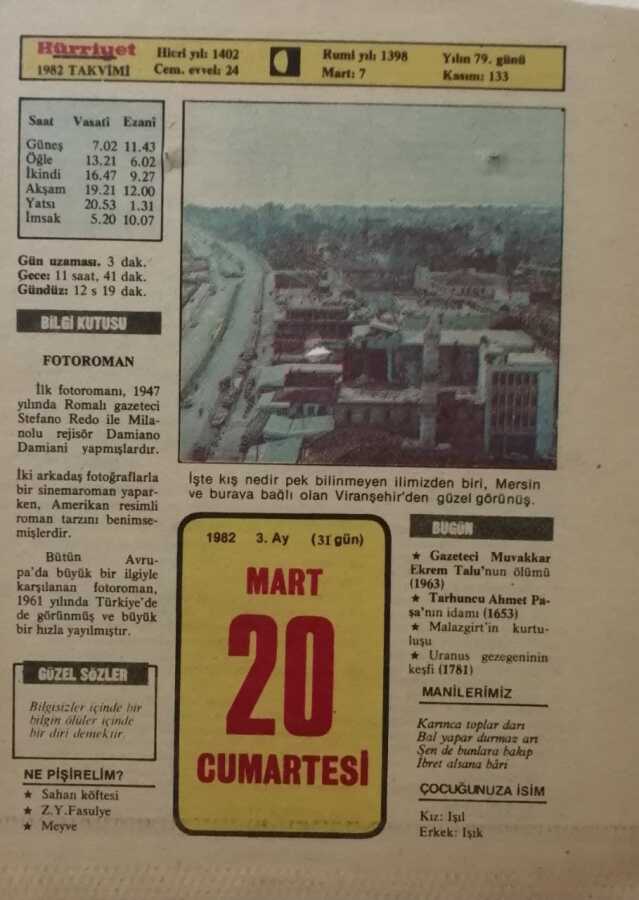 Hürriyet
1982 TAKVİMİ
Hicri yıl: 1402
Cem. evvel: 24
Rumi yıl: 1398
Mart: 7
Yılın 79. günü
Kasım: 133
Saat Vasatî Ezanî
Güneş 7.02 11.43
Öğle 13.21 6.02
İkindi 16.47 9.27
Akşam 19.21 12.00
Yatsı 20.53 1.31
İmsak 5.20 10.07
Gün uzaması. 3 dak.
Gece: 11 saat, 41 dak.
Gündüz: 12 s 19 dak.
BİLGİ KUTUSU
FOTOROMAN
İlk fotoromanı, 1947
yılında Romalı gazeteci
Stefano Redo ile Mila-
nolu rejisör Damiano
Damiani yapmışlardır.
İki arkadaş fotoğraflarla
bir sinemaroman yapar-
ken, Amerikan resimli
roman tarzını benimse-
mişlerdir.
Bütün Avru-
pa'da büyük bir ilgiyle
karşılanan fotoroman,
1961 yılında Türkiye'de
de görünmüş ve büyük
bir hızla yayılmıştır.
GÜZEL SÖZLER
Bilgisizler içinde bir
bilgin ölüler içinde
bir diri demektir.
NE PİŞİRELİM?
★ Sahan köftesi
★ Z.Y.Fasulye
★ Meyve
İşte kış nedir pek bilinmeyen ilimizden biri, Mersin
ve buraya bağlı olan Viranşehir'den güzel görünüş.
1982 3. Ay (31 gün)
MART
20
CUMARTESİ
BUGÜN
★ Gazeteci Muvakkar
Ekrem Talu'nun ölümü
(1963)
★ Tarhuncu Ahmet Pa-
şa'nın idamı (1653)
★ Malazgirt'in kurtu-
luşu
★ Uranus gezegeninin
keşfi (1781)
MANİLERİMİZ
Karınca toplar darı
Bal yapar durmaz arı
Şen de bunlara bakıp
İbret alsana bâri
ÇOCUĞUNUZA İSİM
Kız: Işıl
Erkek: Işık